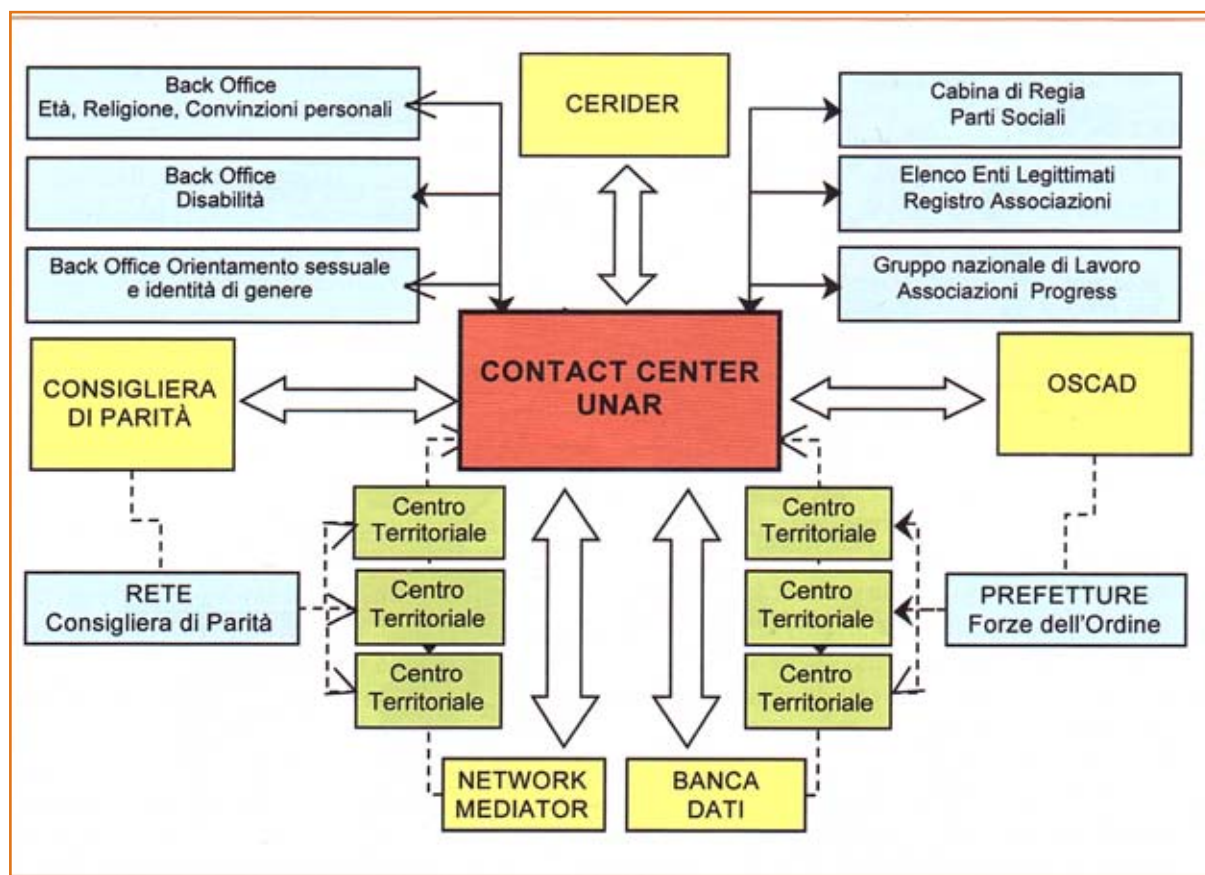 Back Office
Età, Religione, Convinzioni personali
CERIDER
Cabina di Regia
Parti Sociali
Back Office
Disabilità
Elenco Enti Legittimati
Registro Associazioni
Back Office Orientamento sessuale
e identità di genere
Gruppo nazionale di Lavoro
Associazioni Progress
CONSIGLIERA
DI PARITÀ
CONTACT CENTER
UNAR
OSCAD
Centro
Territoriale
Centro
Territoriale
RETE
Consigliera di Parità
Centro
Territoriale
Centro
Territoriale
PREFETTURE
Forze dell'Ordine
Centro
Territoriale
Centro
Territoriale
NETWORK
MEDIATOR
BANCA
DATI